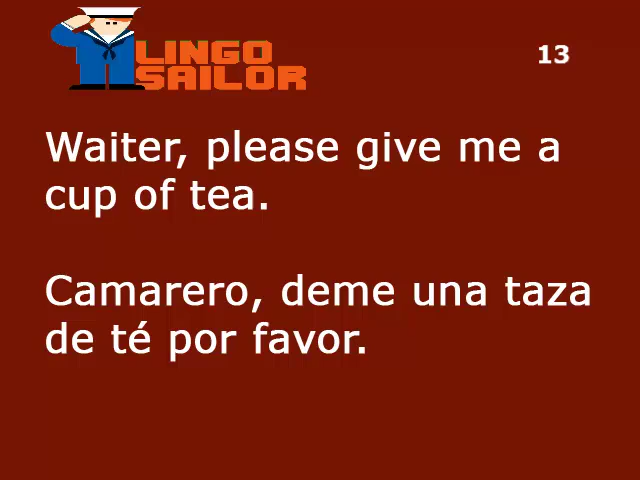 LINGO
SAILOR
13
Waiter, please give me a
cup of tea.
Camarero, deme una taza
de té por favor.